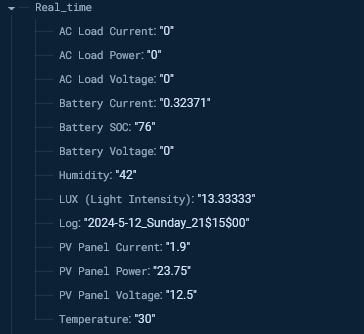 Real_time
AC Load Current: "0"
AC Load Power: "0"
AC Load Voltage: "0"
Battery Current: "0.32371"
Battery SOC: "76"
Battery Voltage: "0"
Humidity: "42"
LUX (Light Intensity): "13.33333"
Log: "2024-5-12_Sunday_21$15$00"
PV Panel Current: "1.9"
PV Panel Power: "23.75"
PV Panel Voltage: "12.5"
Temperature: "30"